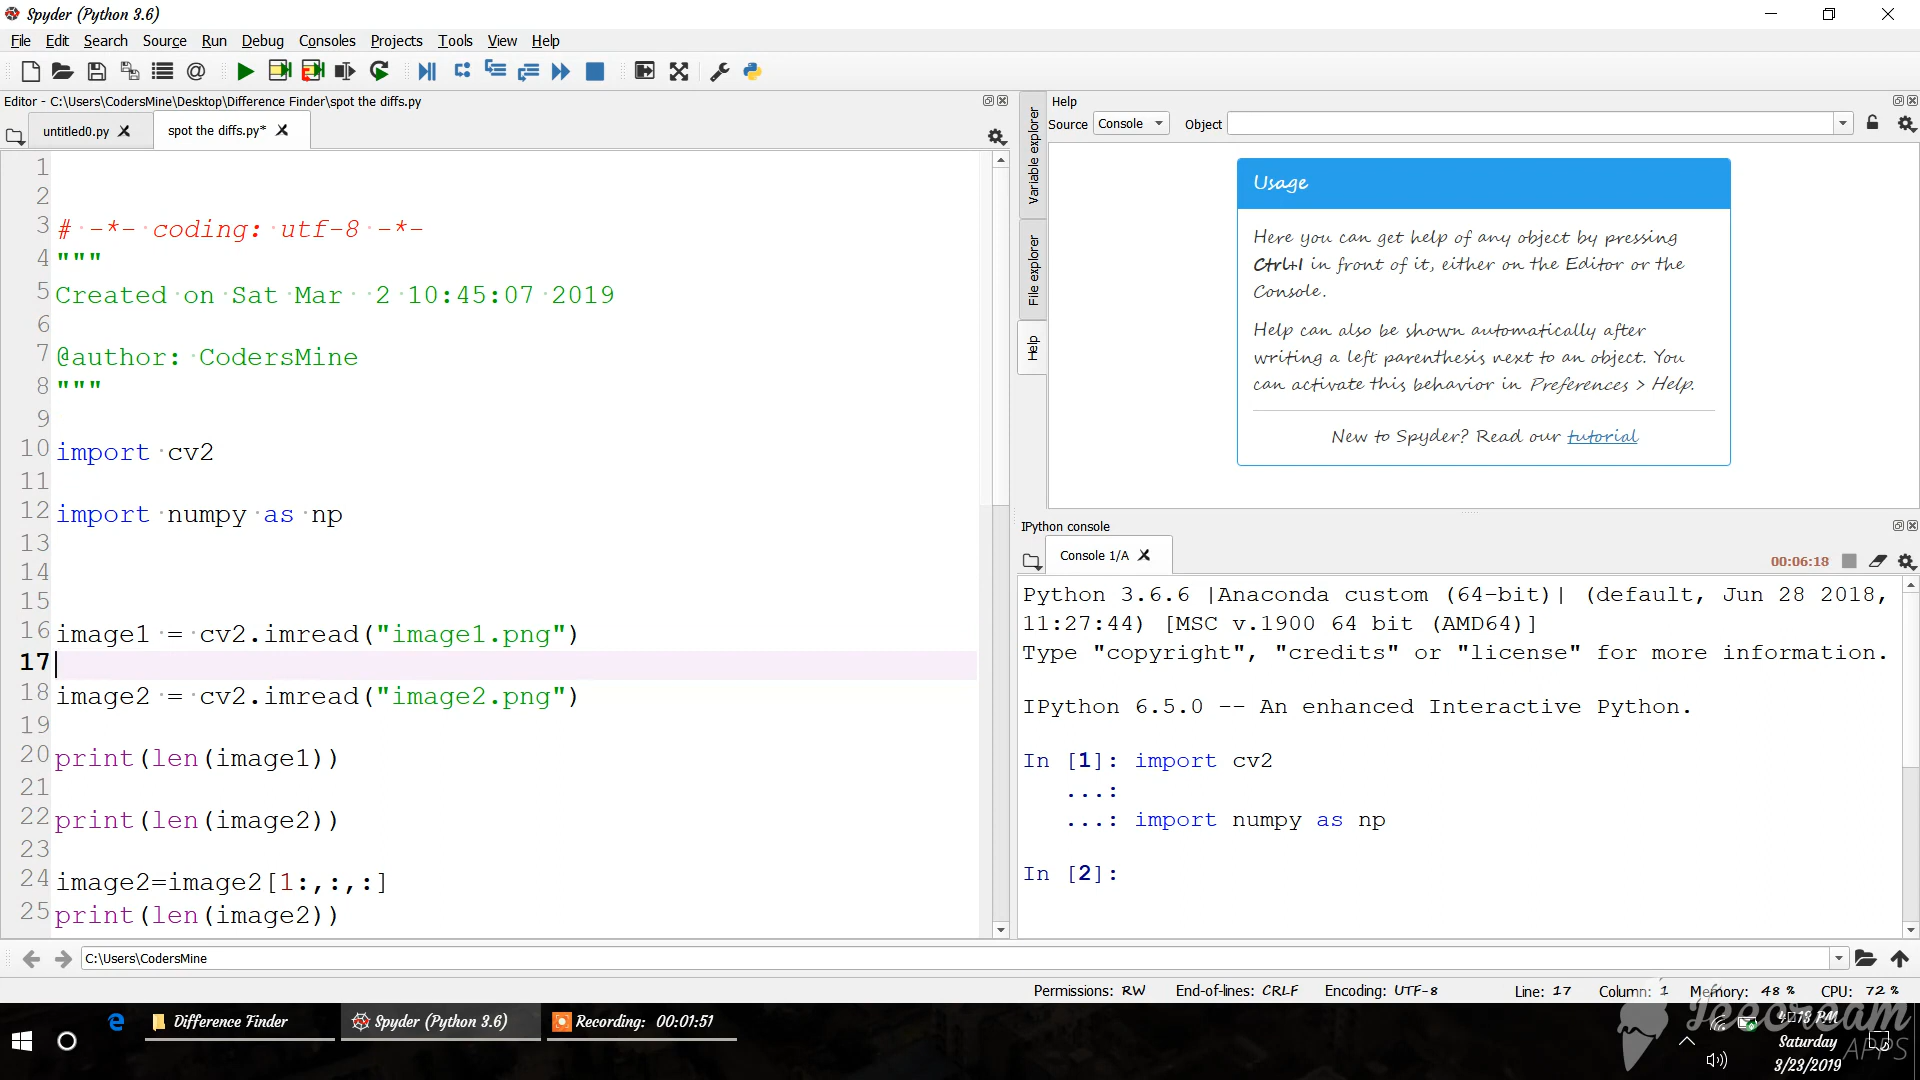 Spyder (Python 3.6)
File Edit Search Source Run Debug Consoles Projects Tools View Help
Editor - C:\Users\CodersMine\Desktop\Difference Finder\spot the diffs.py
untitled0.py
spot the diffs.py*
1
2
3 # -*- coding: utf-8 -*-
4 """
5 Created on Sat Mar  2 10:45:07 2019
6
7 @author: CodersMine
8 """
9
10 import cv2
11
12 import numpy as np
13
14
15
16 image1 = cv2.imread("image1.png")
17
18 image2 = cv2.imread("image2.png")
19
20 print(len(image1))
21
22 print(len(image2))
23
24 image2=image2[1:,:,:]
25 print(len(image2))
Variable explorer
File explorer
Help
Help
Source Console Object
Usage
Here you can get help of any object by pressing
Ctrl+I in front of it, either on the Editor or the
Console.
Help can also be shown automatically after
writing a left parenthesis next to an object. You
can activate this behavior in Preferences > Help.
New to Spyder? Read our tutorial
IPython console
Console 1/A
00:06:18
Python 3.6.6 |Anaconda custom (64-bit)| (default, Jun 28 2018,
11:27:44) [MSC v.1900 64 bit (AMD64)]
Type "copyright", "credits" or "license" for more information.
IPython 6.5.0 -- An enhanced Interactive Python.
In [1]: import cv2
...:
...: import numpy as np
In [2]:
C:\Users\CodersMine
Permissions: RW End-of-lines: CRLF Encoding: UTF-8 Line: 17 Column: 1 Memory: 48 % CPU: 72 %
Difference Finder
Spyder (Python 3.6)
Recording: 00:01:51
PM
Saturday
3/23/2019
Icecream
APPS